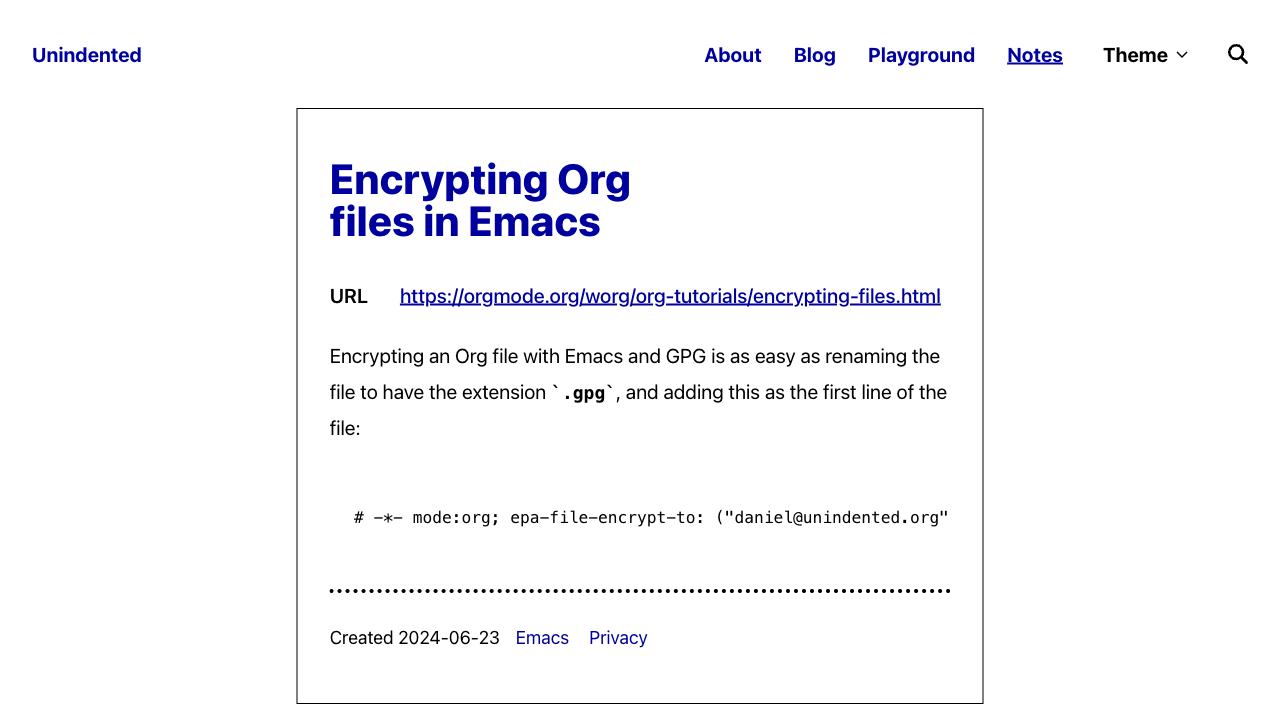 Unindented
About Blog Playground Notes Theme
Encrypting Org
files in Emacs
URL https://orgmode.org/worg/org-tutorials/encrypting-files.html
Encrypting an Org file with Emacs and GPG is as easy as renaming the
file to have the extension `.gpg`, and adding this as the first line of the
file:
# -*- mode:org; epa-file-encrypt-to: ("daniel@unindented.org"
Created 2024-06-23 Emacs Privacy